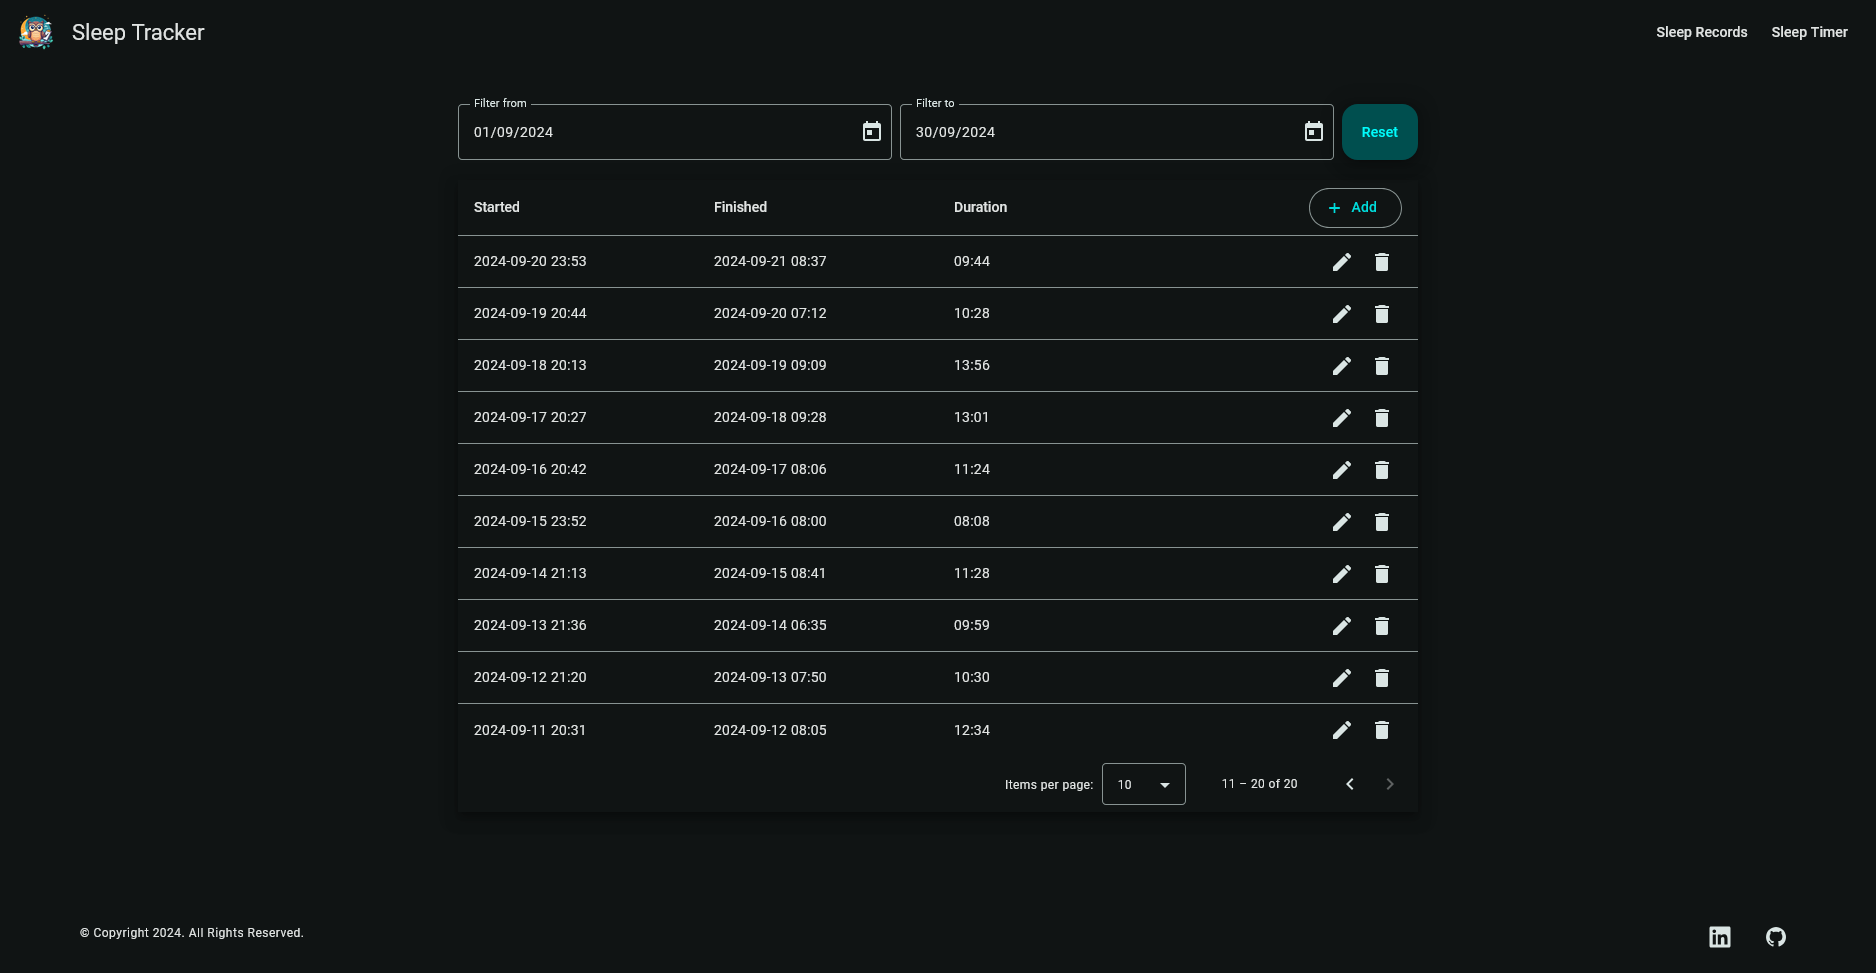 Sleep Tracker Sleep Records Sleep Timer
Filter from Filter to
01/09/2024 30/09/2024 Reset
Started Finished Duration + Add
2024-09-20 23:53 2024-09-21 08:37 09:44
2024-09-19 20:44 2024-09-20 07:12 10:28
2024-09-18 20:13 2024-09-19 09:09 13:56
2024-09-17 20:27 2024-09-18 09:28 13:01
2024-09-16 20:42 2024-09-17 08:06 11:24
2024-09-15 23:52 2024-09-16 08:00 08:08
2024-09-14 21:13 2024-09-15 08:41 11:28
2024-09-13 21:36 2024-09-14 06:35 09:59
2024-09-12 21:20 2024-09-13 07:50 10:30
2024-09-11 20:31 2024-09-12 08:05 12:34
Items per page: 10 11 – 20 of 20
© Copyright 2024. All Rights Reserved.